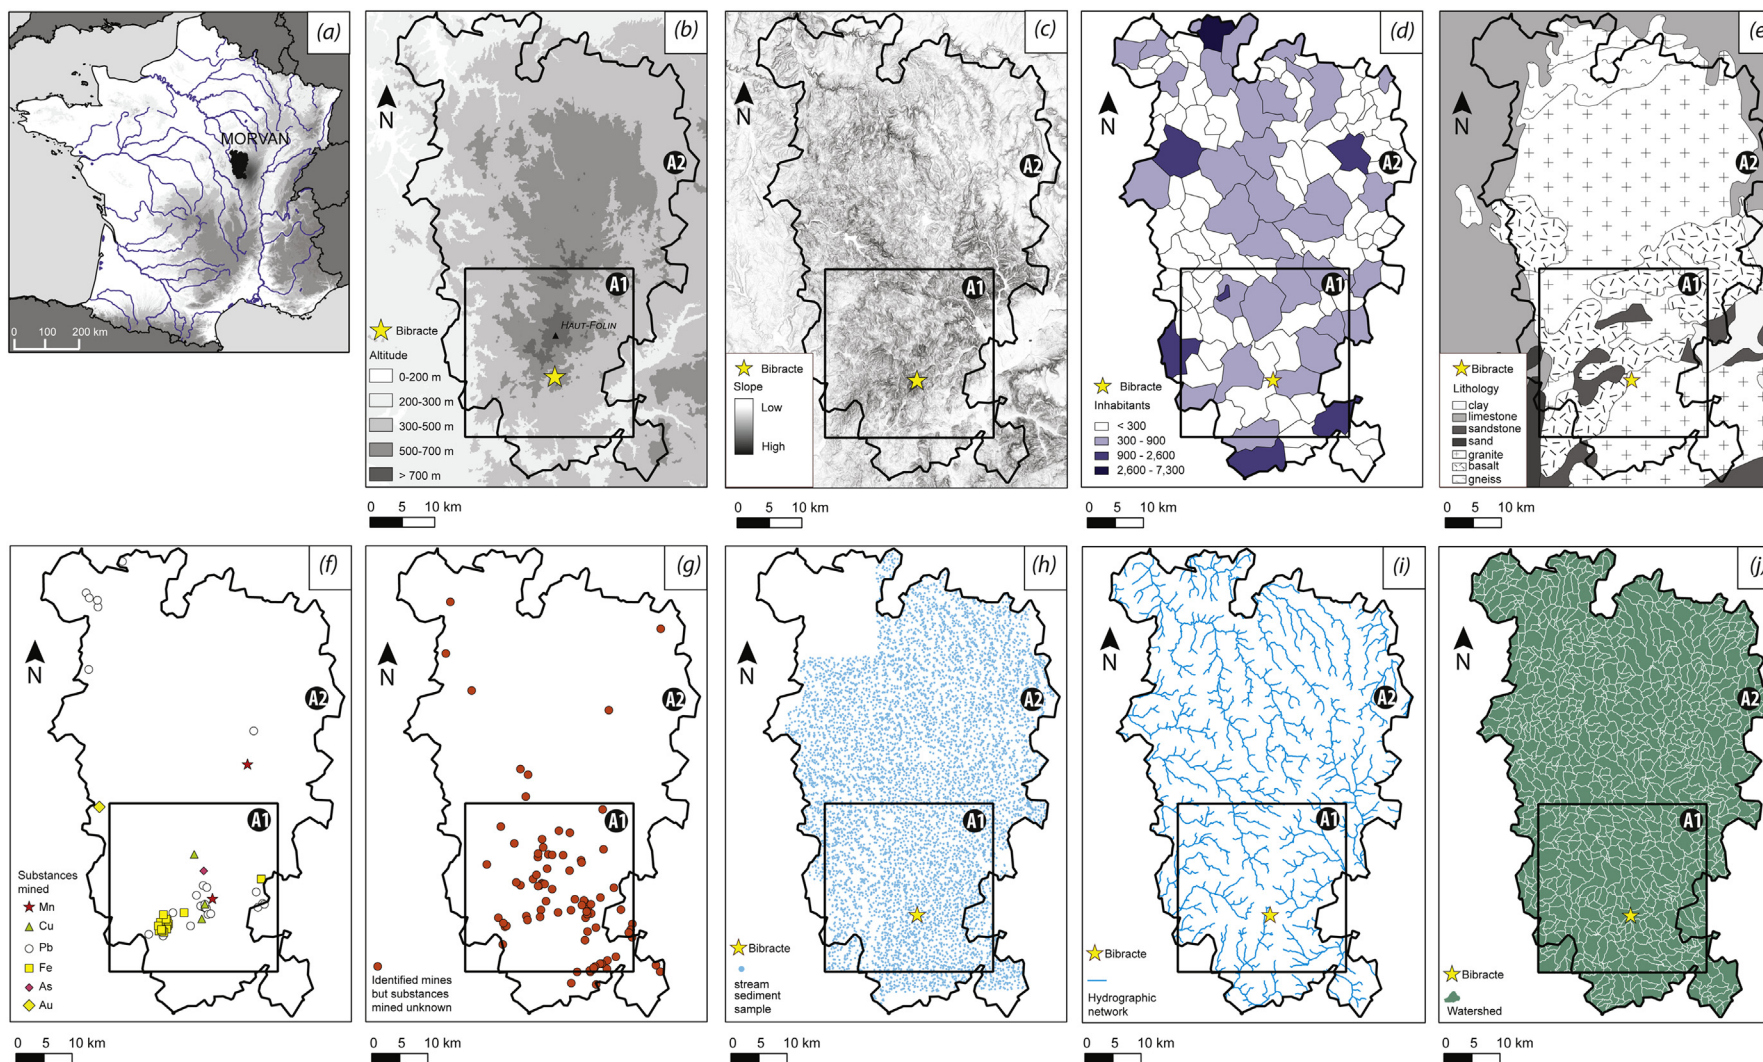 (a)
MORVAN
0 100 200 km
(b)
N
A2
A1
HAUT-FOLIN
Bibracte
Altitude
0-200 m
200-300 m
300-500 m
500-700 m
> 700 m
0 5 10 km
(c)
N
A2
A1
Bibracte
Slope
Low
High
0 5 10 km
(d)
N
A2
A1
Bibracte
Inhabitants
< 300
300 - 900
900 - 2,600
2,600 - 7,300
0 5 10 km
(e)
N
A2
A1
Bibracte
Lithology
clay
limestone
sandstone
sand
granite
basalt
gneiss
0 5 10 km
(f)
N
A2
A1
Substances
mined
Mn
Cu
Pb
Fe
As
Au
0 5 10 km
(g)
N
A2
A1
Identified mines
but substances
mined unknown
0 5 10 km
(h)
N
A2
A1
Bibracte
stream
sediment
sample
0 5 10 km
(i)
N
A2
A1
Bibracte
Hydrographic
network
0 5 10 km
(j)
N
A2
A1
Bibracte
Watershed
0 5 10 km